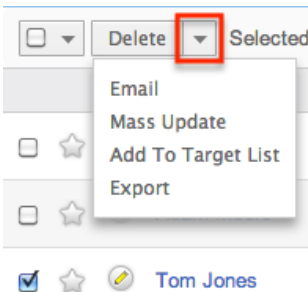 Delete Selected
Email
Mass Update
Add To Target List
Export
Tom Jones